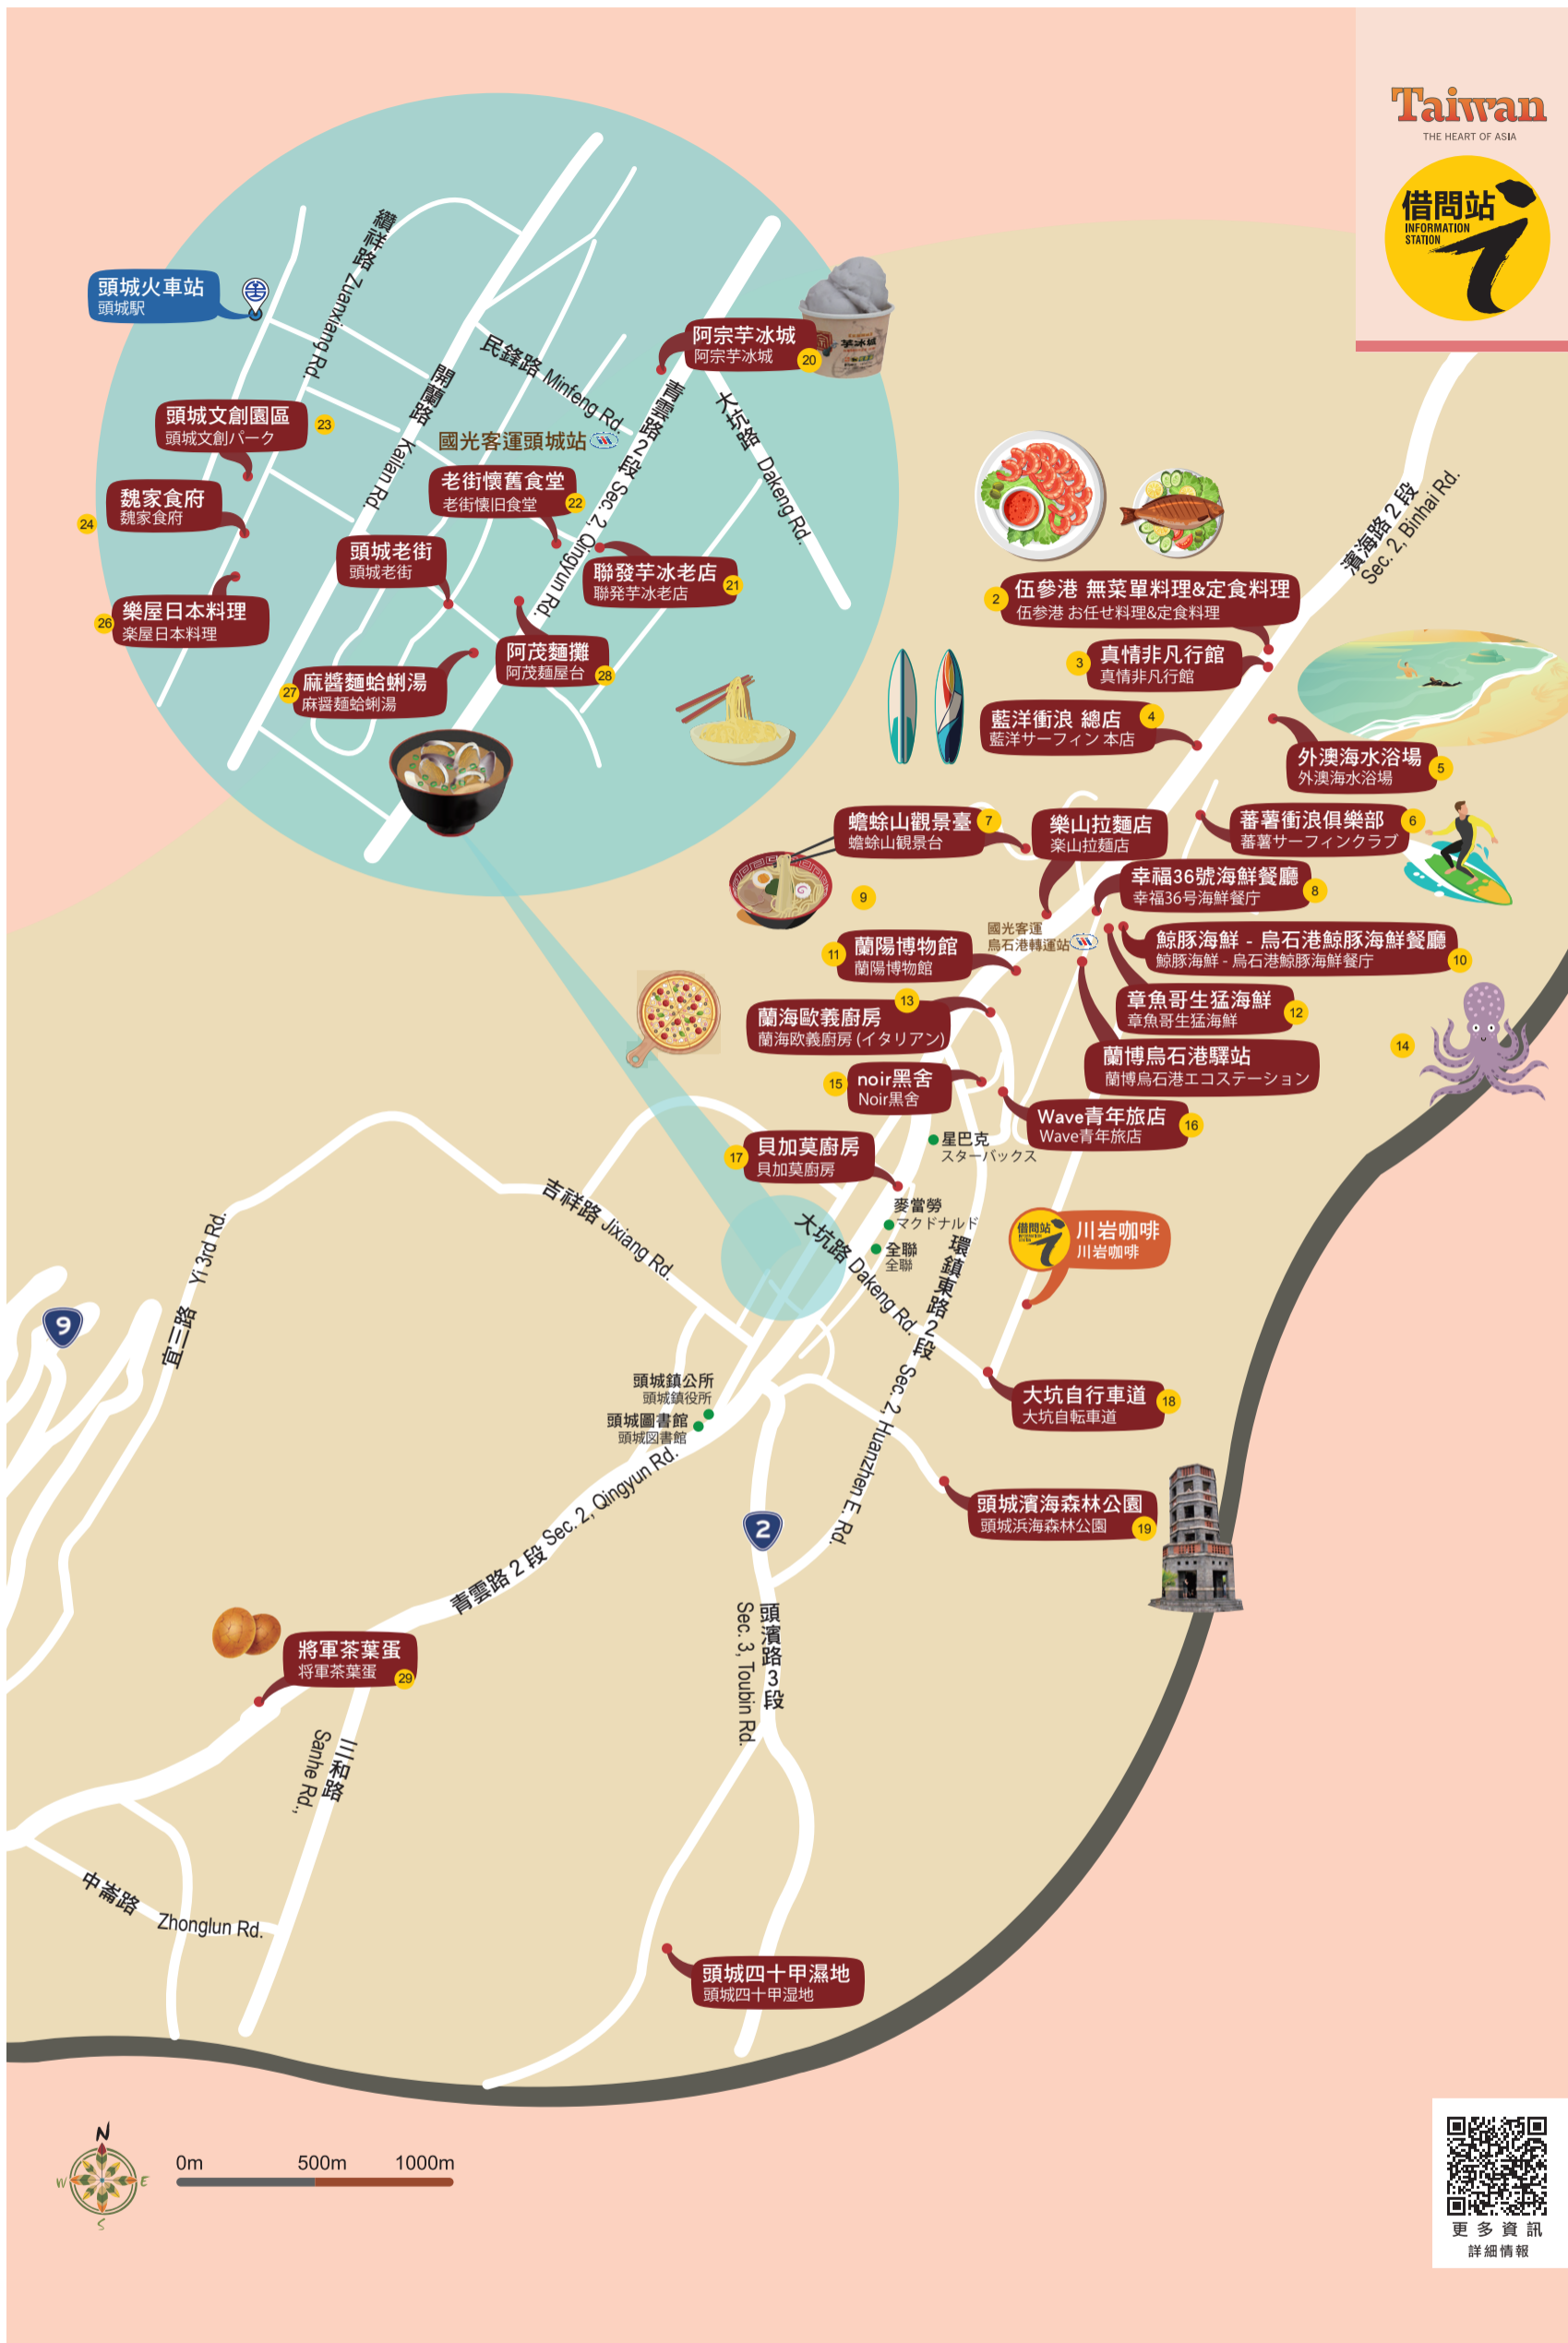 Taiwan
THE HEART OF ASIA
借問站
INFORMATION
STATION
頭城火車站
頭城駅
纘祥路 Zuanxiang Rd.
開蘭路 Kailan Rd.
民鋒路 Minfeng Rd.
阿宗芋冰城
阿宗芋冰城
20
芋冰城
青雲路2段 Sec. 2, Qingyun Rd.
大坑路 Dakeng Rd.
頭城文創園區
頭城文創パーク
23
國光客運頭城站
魏家食府
魏家食府
24
老街懷舊食堂
老街懐旧食堂
22
頭城老街
頭城老街
聯發芋冰老店
聯発芋冰老店
21
樂屋日本料理
楽屋日本料理
26
阿茂麵攤
阿茂麺屋台
28
麻醬麵蛤蜊湯
麻醤麺蛤蜊湯
27
濱海路2段
Sec. 2, Binhai Rd.
2
伍參港 無菜單料理&定食料理
伍参港 お任せ料理&定食料理
3
真情非凡行館
真情非凡行館
藍洋衝浪 總店
藍洋サーフィン 本店
4
外澳海水浴場
外澳海水浴場
5
蟾蜍山觀景臺
蟾蜍山観景台
7
樂山拉麵店
楽山拉麺店
9
蕃薯衝浪俱樂部
蕃薯サーフィンクラブ
6
幸福36號海鮮餐廳
幸福36号海鮮餐庁
8
國光客運
烏石港轉運站
鯨豚海鮮 - 烏石港鯨豚海鮮餐廳
鯨豚海鮮 - 烏石港鯨豚海鮮餐庁
10
11
蘭陽博物館
蘭陽博物館
章魚哥生猛海鮮
章魚哥生猛海鮮
12
13
蘭海歐義廚房
蘭海欧義廚房 (イタリアン)
蘭博烏石港驛站
蘭博烏石港エコステーション
14
15
noir黑舍
Noir黒舍
Wave青年旅店
Wave青年旅店
16
星巴克
スターバックス
17
貝加莫廚房
貝加莫廚房
麥當勞
マクドナルド
全聯
全聯
大坑路 Dakeng Rd.
環鎮東路2段 Sec. 2, Huanzhen E. Rd.
借問站
川岩咖啡
川岩咖啡
吉祥路 Jixiang Rd.
宜三路 Yi 3rd Rd.
9
大坑自行車道
大坑自転車道
18
頭城鎮公所
頭城鎮役所
頭城圖書館
頭城図書館
頭城濱海森林公園
頭城浜海森林公園
19
2
青雲路2段 Sec. 2, Qingyun Rd.
頭濱路3段
Sec. 3, Toubin Rd.
將軍茶葉蛋
将軍茶葉蛋
29
三和路
Sanhe Rd.,
中崙路 Zhonglun Rd.
頭城四十甲濕地
頭城四十甲湿地
N
W
E
S
0m 500m 1000m
更多資訊
詳細情報